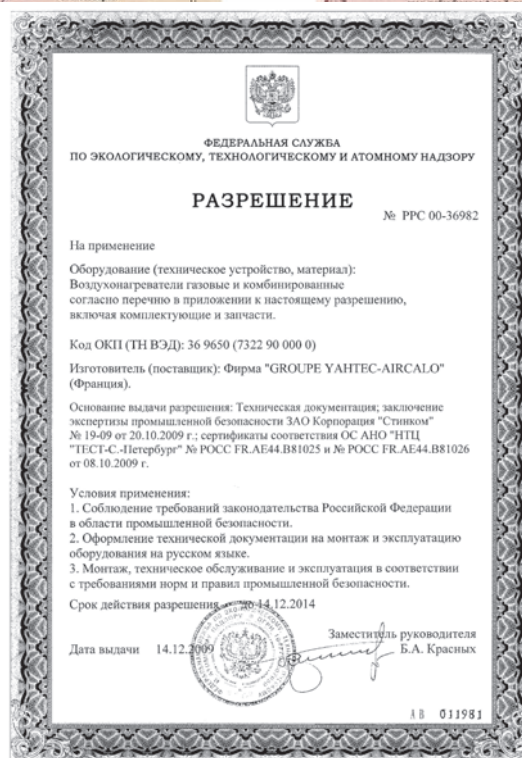 ФЕДЕРАЛЬНАЯ СЛУЖБА
ПО ЭКОЛОГИЧЕСКОМУ, ТЕХНОЛОГИЧЕСКОМУ И АТОМНОМУ НАДЗОРУ
РАЗРЕШЕНИЕ
№ РРС 00-36982
На применение
Оборудование (техническое устройство, материал):
Воздухонагреватели газовые и комбинированные
согласно перечню в приложении к настоящему разрешению,
включая комплектующие и запчасти.
Код ОКП (ТН ВЭД): 36 9650 (7322 90 000 0)
Изготовитель (поставщик): Фирма "GROUPE YAHTEC-AIRCALO"
(Франция).
Основание выдачи разрешения: Техническая документация; заключение
экспертизы промышленной безопасности ЗАО Корпорация "Стинком"
№ 19-09 от 20.10.2009 г.; сертификаты соответствия ОС АНО "НТЦ
"ТЕСТ-С.-Петербург" № РОСС FR.AE44.B81025 и № РОСС FR.AE44.B81026
от 08.10.2009 г.
Условия применения:
1. Соблюдение требований законодательства Российской Федерации
в области промышленной безопасности.
2. Оформление технической документации на монтаж и эксплуатацию
оборудования на русском языке.
3. Монтаж, техническое обслуживание и эксплуатация в соответствии
с требованиями норм и правил промышленной безопасности.
Срок действия разрешения до 14.12.2014
Заместитель руководителя
Дата выдачи 14.12.2009 Б.А. Красных
АВ 011981